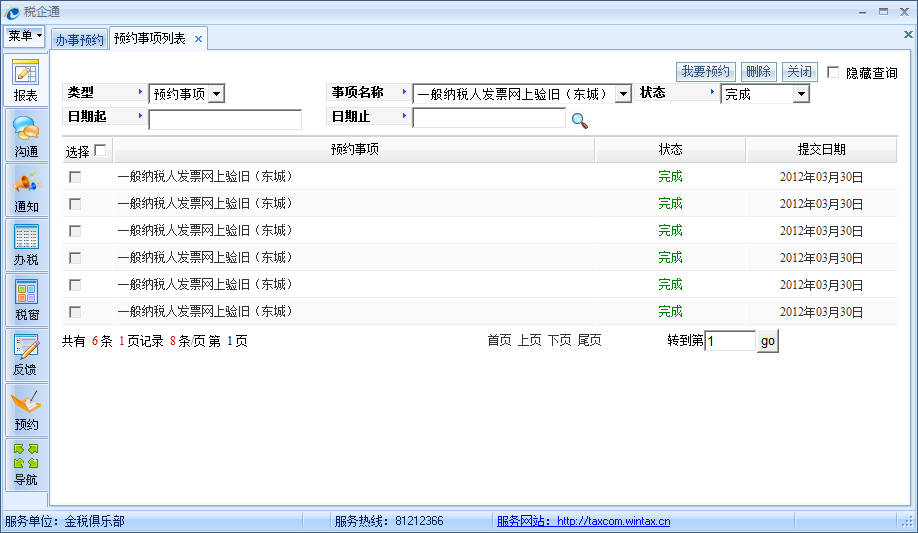 税企通
菜单
办事预约 预约事项列表
我要预约 删除 关闭 隐藏查询
类型 预约事项 事项名称 一般纳税人发票网上验旧（东城） 状态 完成
日期起 日期止
选择 预约事项 状态 提交日期
一般纳税人发票网上验旧（东城） 完成 2012年03月30日
一般纳税人发票网上验旧（东城） 完成 2012年03月30日
一般纳税人发票网上验旧（东城） 完成 2012年03月30日
一般纳税人发票网上验旧（东城） 完成 2012年03月30日
一般纳税人发票网上验旧（东城） 完成 2012年03月30日
一般纳税人发票网上验旧（东城） 完成 2012年03月30日
共有 6条 1页记录 8条/页 第 1页 首页 上页 下页 尾页 转到第 1 go
报表
沟通
通知
办税
税窗
反馈
预约
导航
服务单位：金税俱乐部 服务热线：81212366 服务网站：http://taxcom.wintax.cn